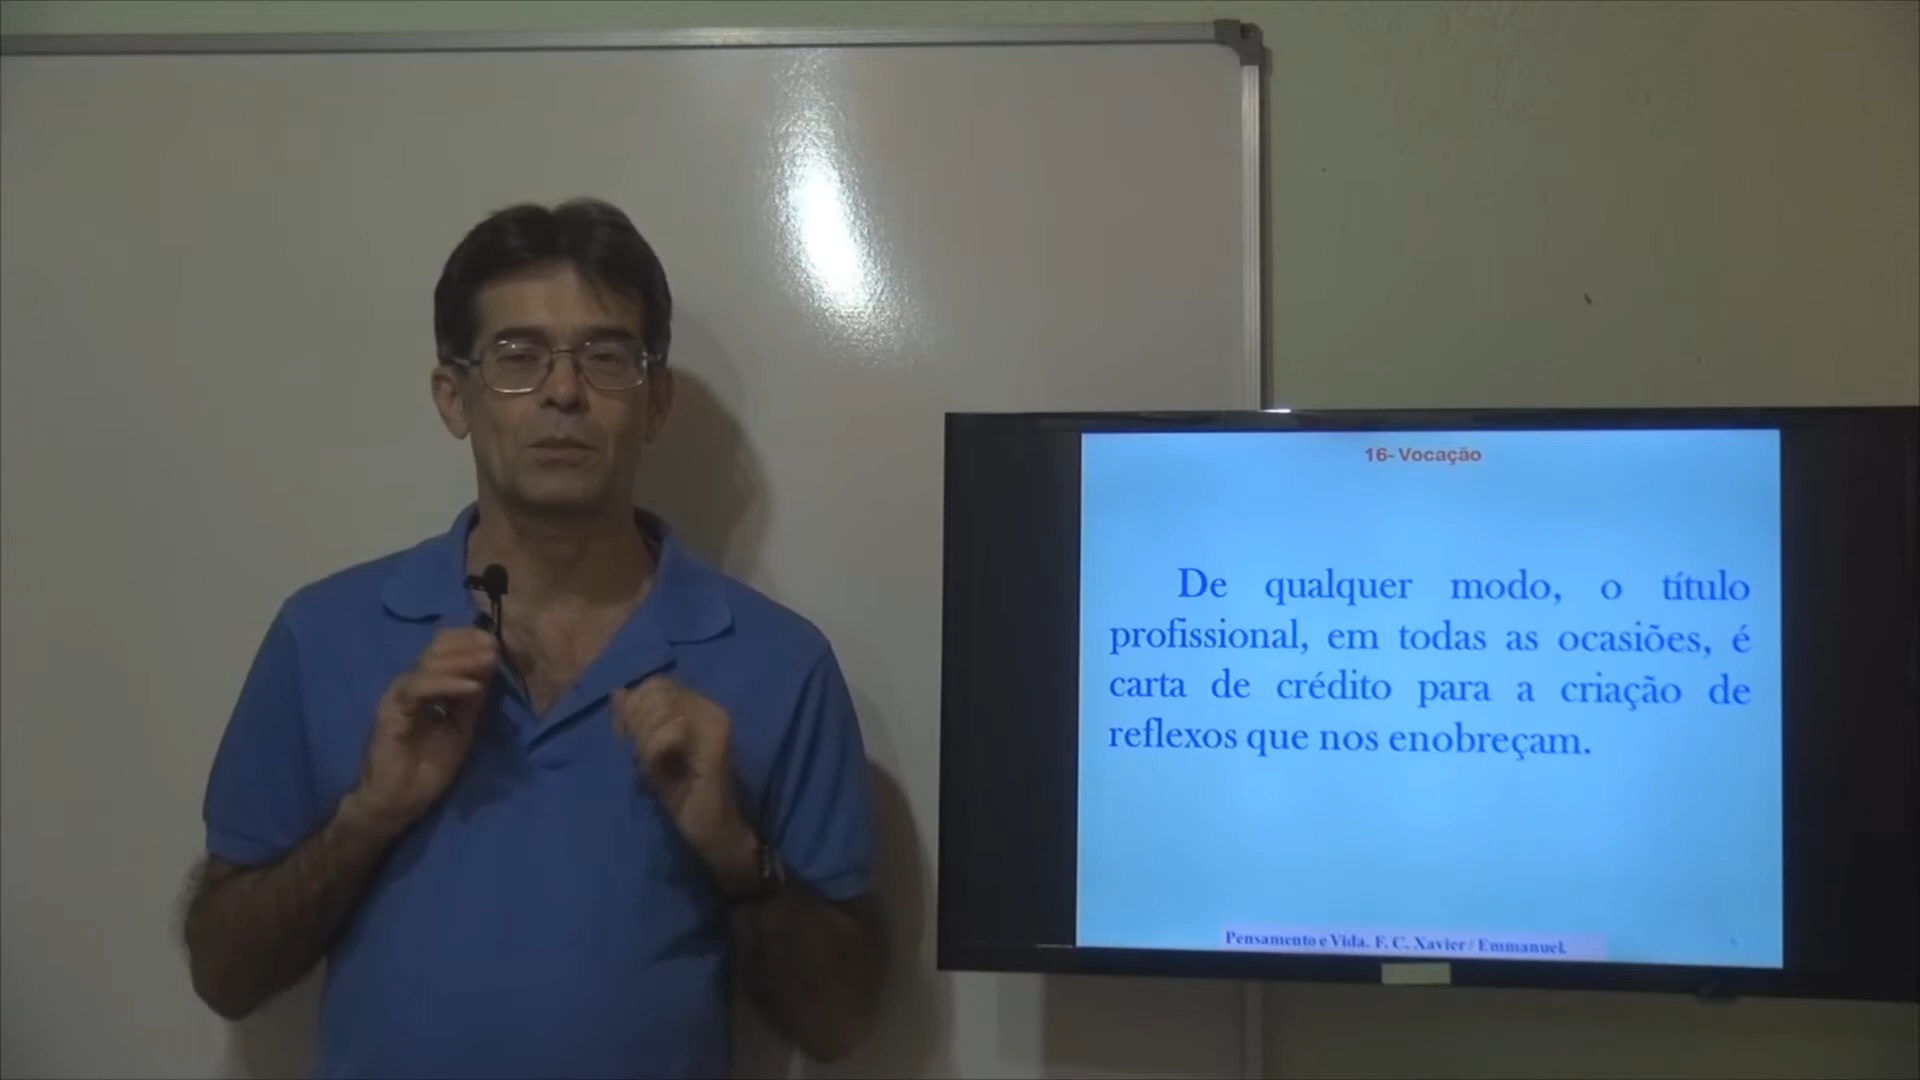 16- Vocação
De qualquer modo, o título
profissional, em todas as ocasiões, é
carta de crédito para a criação de
reflexos que nos enobreçam.
Pensamento e Vida. F. C. Xavier / Emmanuel.